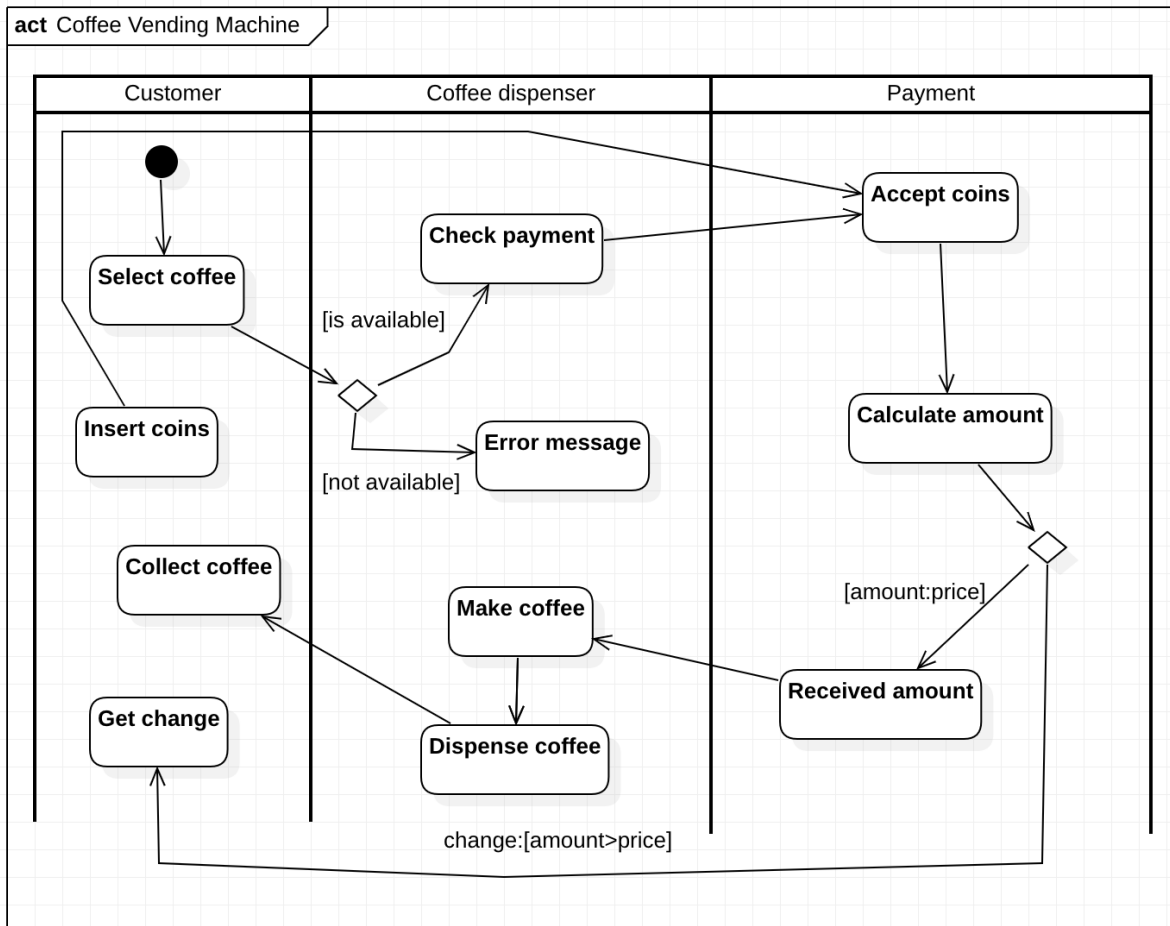 act Coffee Vending Machine
Customer
Coffee dispenser
Payment
Accept coins
Check payment
Select coffee
[is available]
Insert coins
Error message
Calculate amount
[not available]
Collect coffee
Make coffee
[amount:price]
Received amount
Get change
Dispense coffee
change:[amount>price]